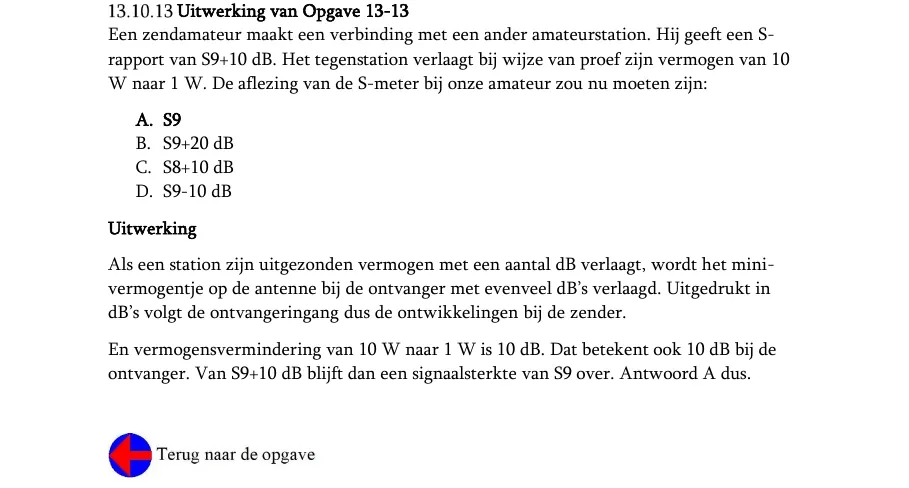 13.10.13 Uitwerking van Opgave 13-13
Een zendamateur maakt een verbinding met een ander amateurstation. Hij geeft een S-
rapport van S9+10 dB. Het tegenstation verlaagt bij wijze van proef zijn vermogen van 10
W naar 1 W. De aflezing van de S-meter bij onze amateur zou nu moeten zijn:
A. S9
B. S9+20 dB
C. S8+10 dB
D. S9-10 dB
Uitwerking
Als een station zijn uitgezonden vermogen met een aantal dB verlaagt, wordt het mini-
vermogentje op de antenne bij de ontvanger met evenveel dB’s verlaagd. Uitgedrukt in
dB’s volgt de ontvangeringang dus de ontwikkelingen bij de zender.
En vermogensvermindering van 10 W naar 1 W is 10 dB. Dat betekent ook 10 dB bij de
ontvanger. Van S9+10 dB blijft dan een signaalsterkte van S9 over. Antwoord A dus.
Terug naar de opgave